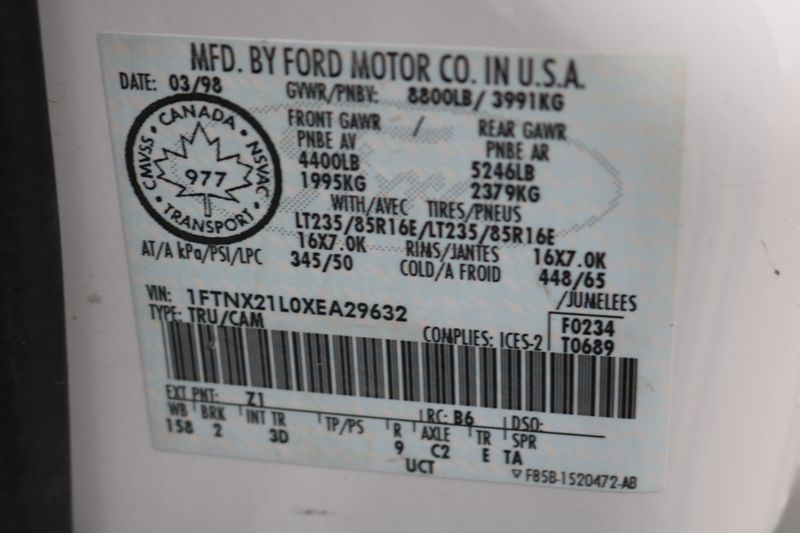 MFD. BY FORD MOTOR CO. IN U.S.A.
DATE: 03/98 GVWR/PNBV: 8800LB/ 3991KG
FRONT GAWR / REAR GAWR
PNBE AV PNBE AR
4400LB 5246LB
1995KG 2379KG
WITH/AVEC TIRES/PNEUS
LT235/85R16E/LT235/85R16E
16X7.0K RIMS/JANTES 16X7.0K
AT/A kPa/PSI/LPC 345/50 COLD/A FROID 448/65
CANADA
CMVSS NSVAC
977
TRANSPORT
/JUMELEES
VIN: 1FTNX21L0XEA29632
TYPE: TRU/CAM
F0234
COMPLIES: ICES-2 T0689
EXT PNT: Z1 RC: B6 DSO:
WB BRK INT TR TP/PS R AXLE TR SPR
158 2 3D 9 C2 E TA
UCT
F85B-1520472-AB